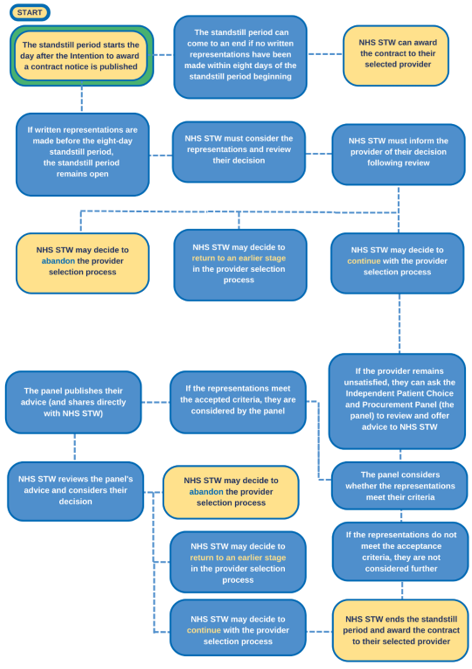 START
The standstill period starts the
day after the Intention to award
a contract notice is published
The standstill period can
come to an end if no written
representations have been
made within eight days of the
standstill period beginning
NHS STW can award
the contract to their
selected provider
If written representations are
made before the eight-day
standstill period,
the standstill period
remains open
NHS STW must consider the
representations and review
their decision
NHS STW must inform the
provider of their decision
following review
NHS STW may decide to
abandon the provider
selection process
NHS STW may decide to
return to an earlier stage
in the provider selection
process
NHS STW may decide to
continue with the provider
selection process
If the provider remains
unsatisfied, they can ask the
Independent Patient Choice
and Procurement Panel (the
panel) to review and offer
advice to NHS STW
The panel considers
whether the representations
meet their criteria
If the representations meet
the accepted criteria, they are
considered by the panel
The panel publishes their
advice (and shares directly
with NHS STW)
NHS STW reviews the panel's
advice and considers their
decision
NHS STW may decide to
abandon the provider
selection process
NHS STW may decide to
return to an earlier stage
in the provider selection
process
NHS STW may decide to
continue with the provider
selection process
If the representations do not
meet the acceptance
criteria, they are not
considered further
NHS STW ends the standstill
period and award the contract
to their selected provider